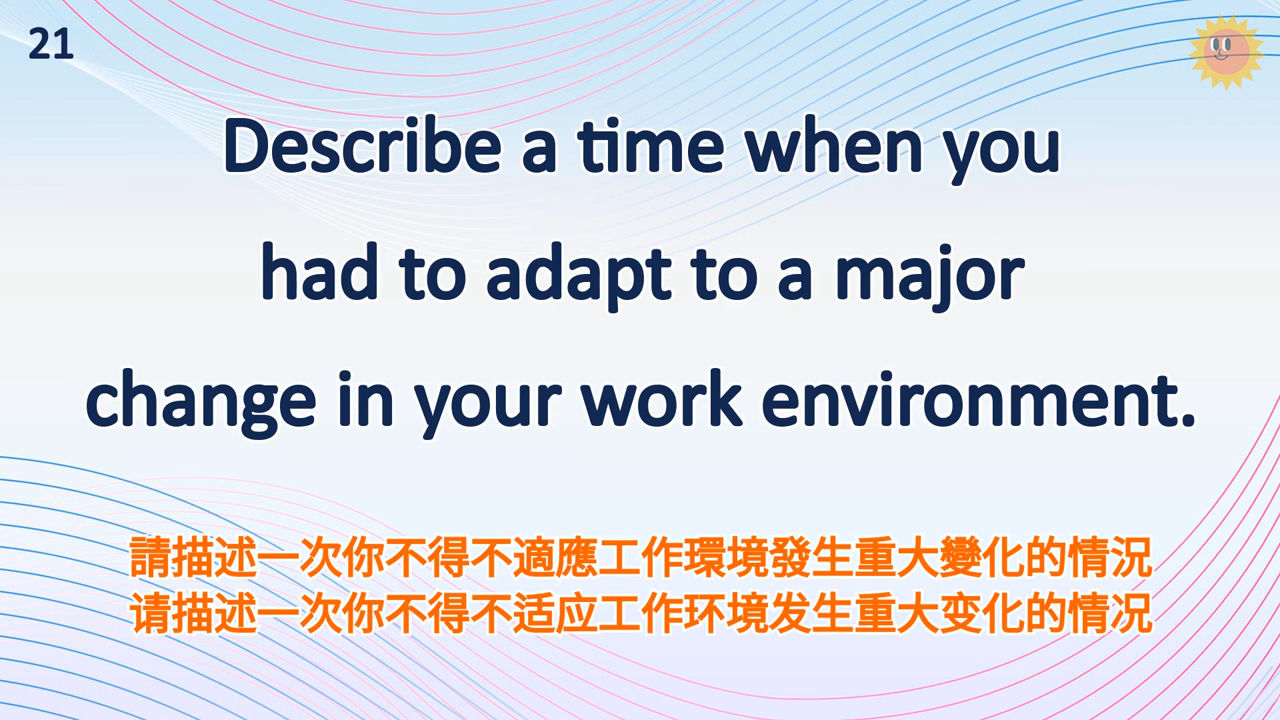 21
Describe a time when you
had to adapt to a major
change in your work environment.
請描述一次你不得不適應工作環境發生重大變化的情況
请描述一次你不得不适应工作环境发生重大变化的情况